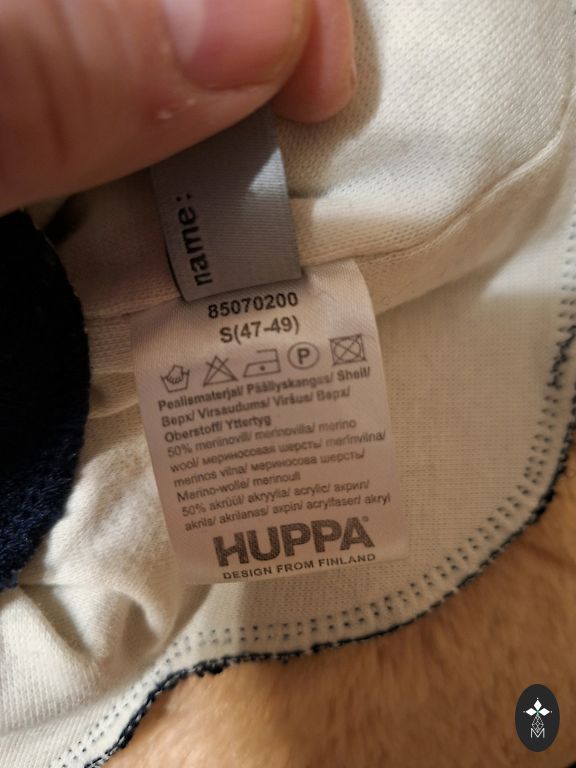 name:
85070200
S(47-49)
P
Pealismaterjal/ Päällyskangas/ Shell/
Верх/ Virsaudums/ Viršus/ Верх/
Oberstoff/ Yttertyg
50% meriinovill/ merinovilla/ merino
wool/ мериносовая шерсть/ merīnvilna/
merinos vilna/ мериносова шерсть/
Merino-wolle/ merinoull
50% akrüül/ akryylia/ acrylic/ акрил/
akrils/ akrilanas/ акріл/ acrylfaser/ akryl
HUPPA
DESIGN FROM FINLAND
M